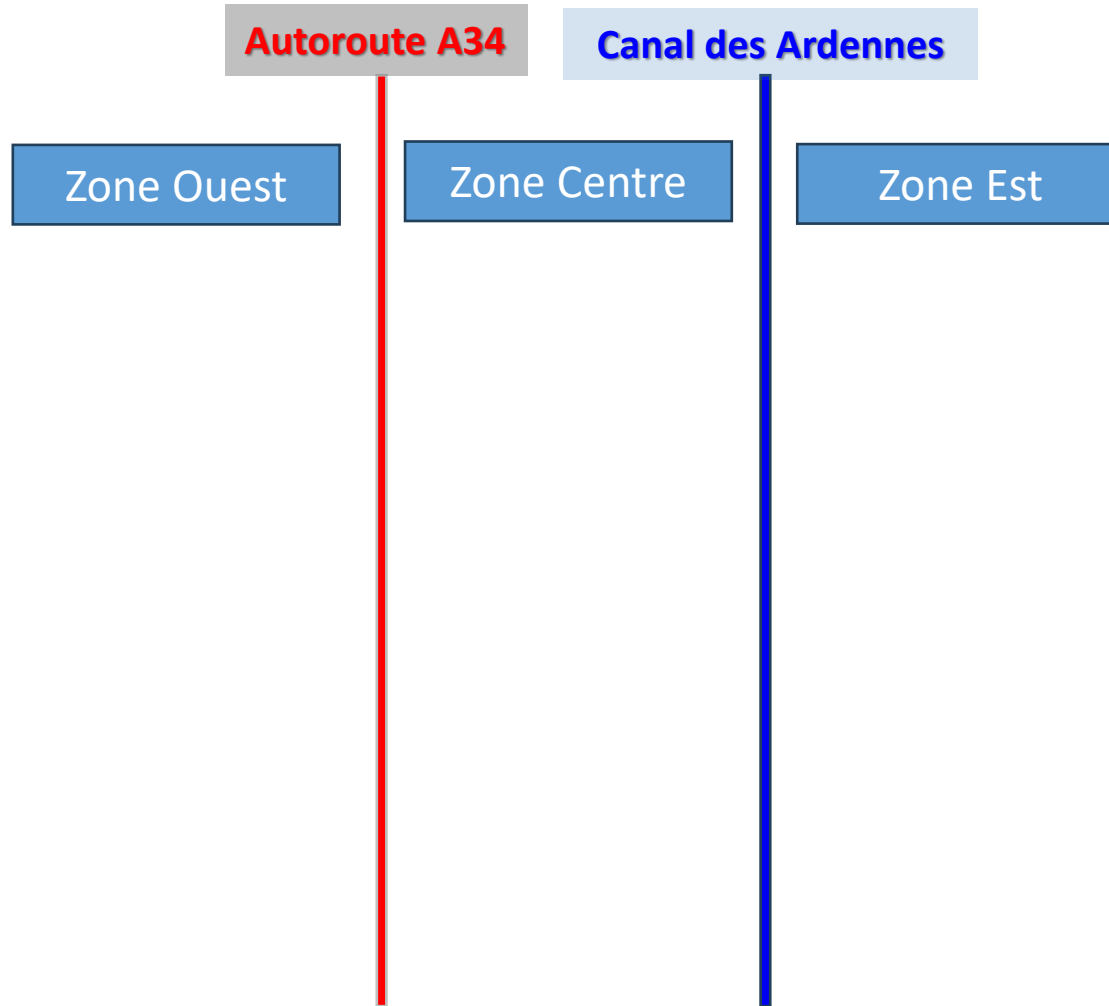 Autoroute A34
Canal des Ardennes
Zone Ouest
Zone Centre
Zone Est